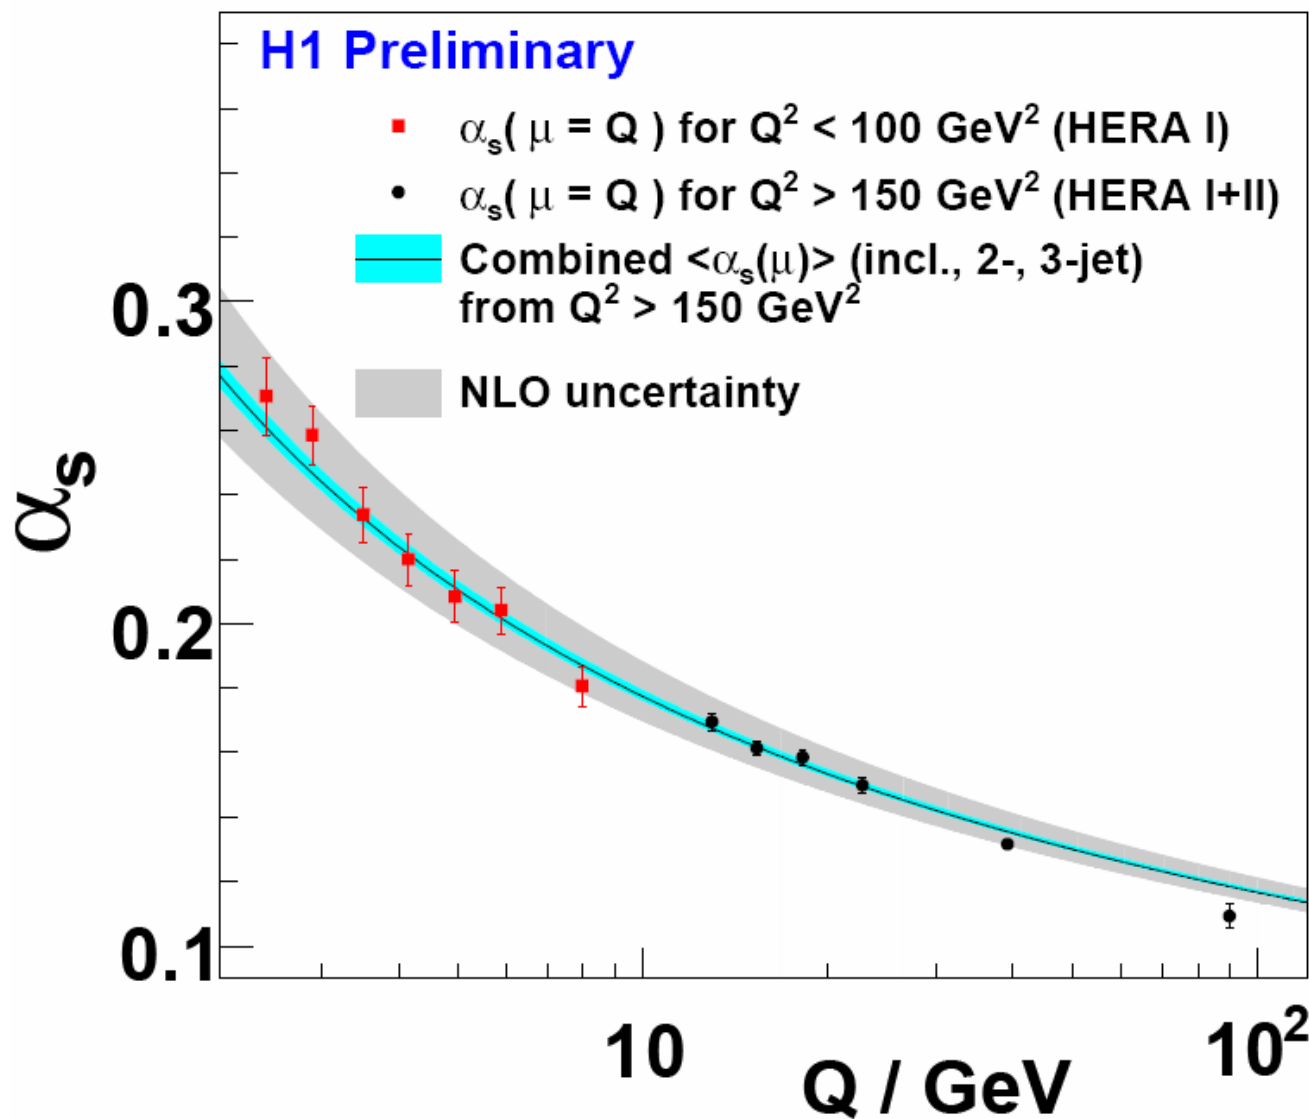 H1 Preliminary
αs( μ = Q ) for Q² < 100 GeV² (HERA I)
αs( μ = Q ) for Q² > 150 GeV² (HERA I+II)
Combined <αs(μ)> (incl., 2-, 3-jet)
from Q² > 150 GeV²
NLO uncertainty
0.3
0.2
0.1
αs
10
10²
Q / GeV